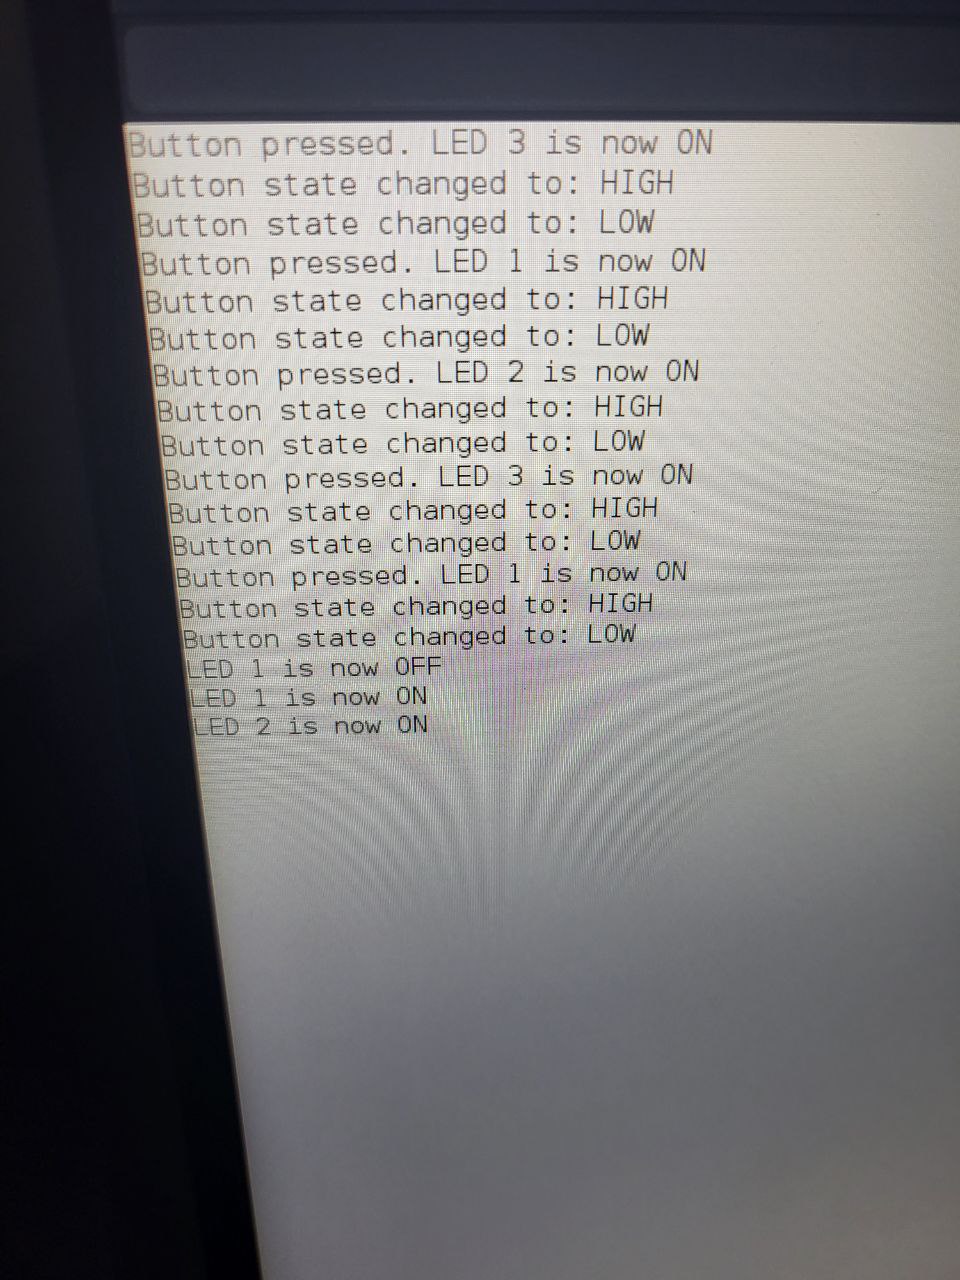 Button pressed. LED 3 is now ON
Button state changed to: HIGH
Button state changed to: LOW
Button pressed. LED 1 is now ON
Button state changed to: HIGH
Button state changed to: LOW
Button pressed. LED 2 is now ON
Button state changed to: HIGH
Button state changed to: LOW
Button pressed. LED 3 is now ON
Button state changed to: HIGH
Button state changed to: LOW
Button pressed. LED 1 is now ON
Button state changed to: HIGH
Button state changed to: LOW
LED 1 is now OFF
LED 1 is now ON
LED 2 is now ON